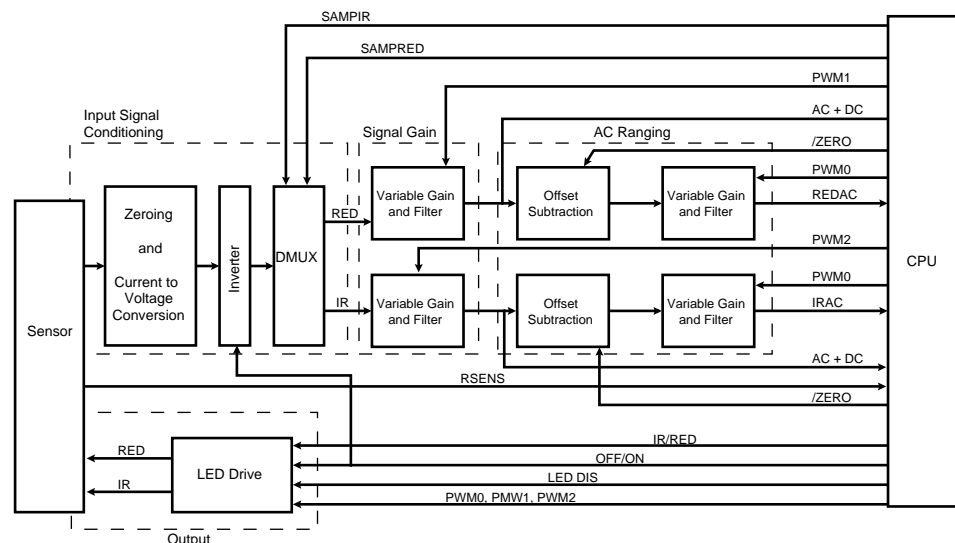 SAMPIR
SAMPRED
PWM1
Input Signal
Conditioning
Signal Gain
AC + DC
AC Ranging
/ZERO
PWM0
REDAC
Zeroing
and
Current to
Voltage
Conversion
Inverter
DMUX
RED
IR
Variable Gain
and Filter
Offset
Subtraction
Variable Gain
and Filter
PWM2
CPU
Variable Gain
and Filter
Offset
Subtraction
Variable Gain
and Filter
PWM0
IRAC
Sensor
AC + DC
RSENS
/ZERO
RED
IR
LED Drive
IR/RED
OFF/ON
LED DIS
PWM0, PMW1, PWM2
Output